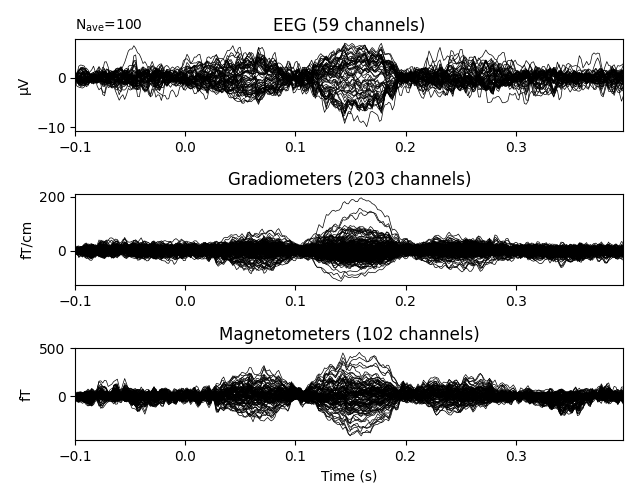 Nave=100
EEG (59 channels)
µV
0
−10
−0.1 0.0 0.1 0.2 0.3
Gradiometers (203 channels)
fT/cm
200
0
−0.1 0.0 0.1 0.2 0.3
Magnetometers (102 channels)
fT
500
0
−0.1 0.0 0.1 0.2 0.3
Time (s)